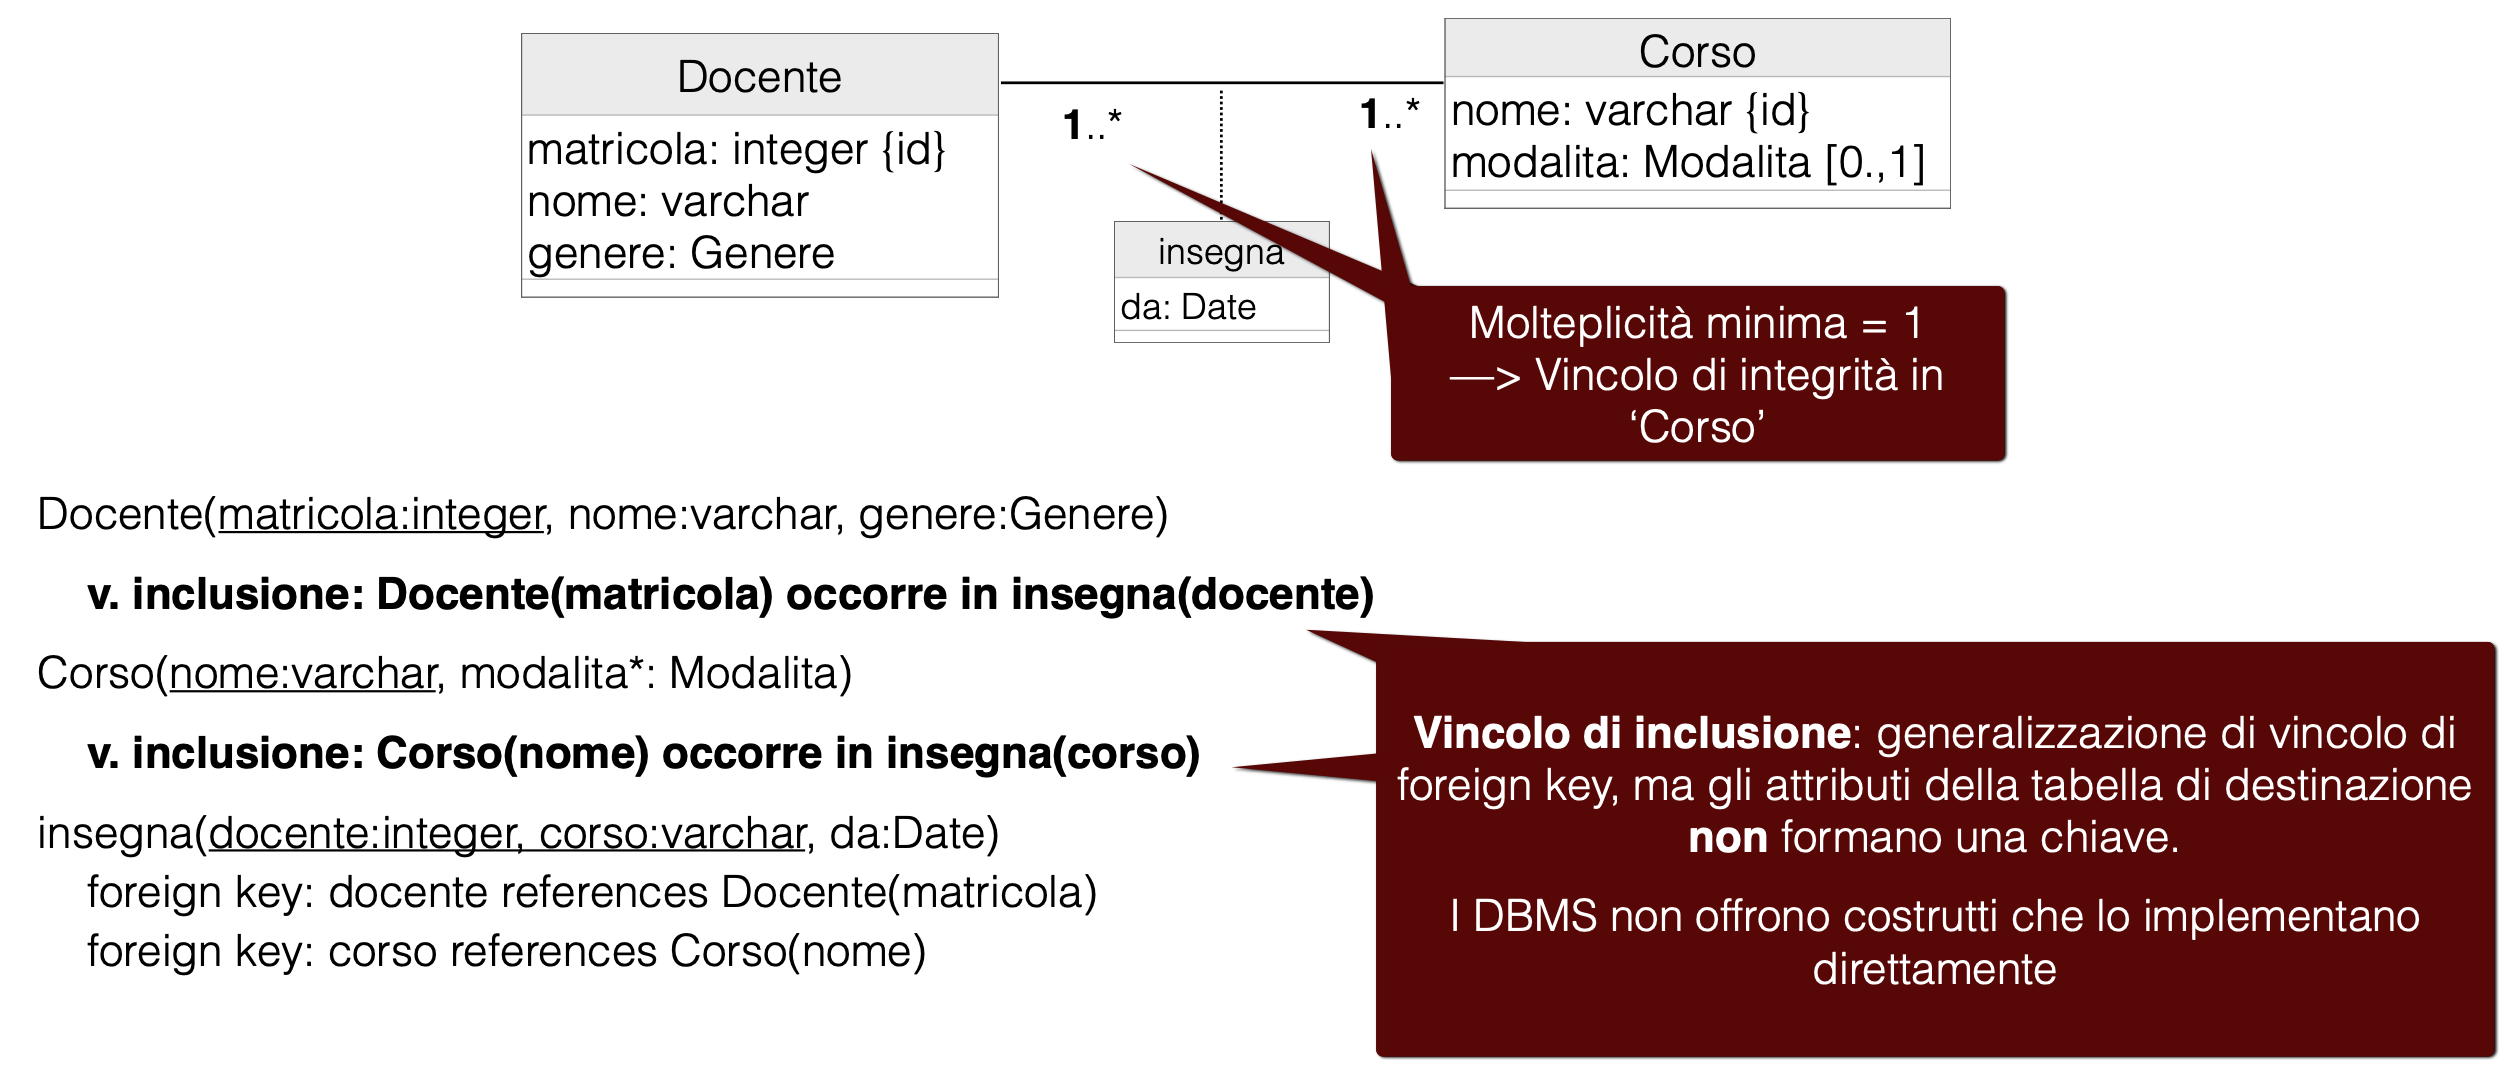 Docente
matricola: integer {id}
nome: varchar
genere: Genere
1..*
1..*
Corso
nome: varchar {id}
modalita: Modalita [0.,1]
insegna
da: Date
Molteplicità minima = 1
—> Vincolo di integrità in
‘Corso’
Docente(matricola:integer, nome:varchar, genere:Genere)
v. inclusione: Docente(matricola) occorre in insegna(docente)
Corso(nome:varchar, modalita*: Modalita)
v. inclusione: Corso(nome) occorre in insegna(corso)
insegna(docente:integer, corso:varchar, da:Date)
foreign key: docente references Docente(matricola)
foreign key: corso references Corso(nome)
Vincolo di inclusione: generalizzazione di vincolo di
foreign key, ma gli attributi della tabella di destinazione
non formano una chiave.
I DBMS non offrono costrutti che lo implementano
direttamente